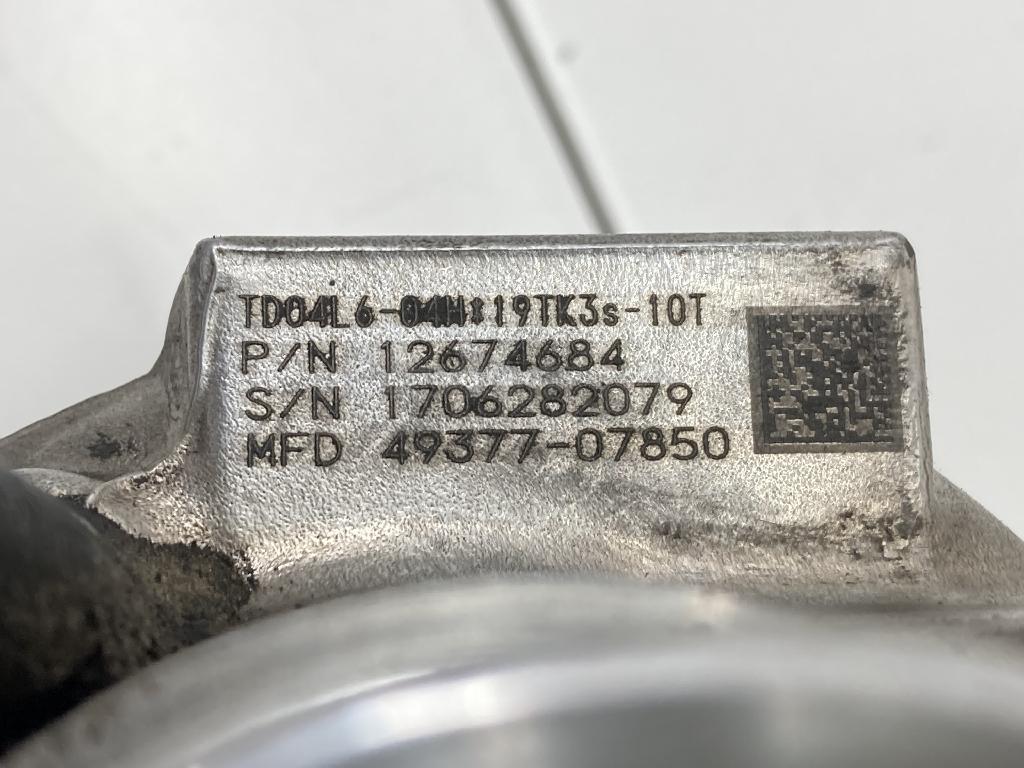 TD04L6-04H:19TK3s-10T
P/N 12674684
S/N 1706282079
MFD 49377-07850